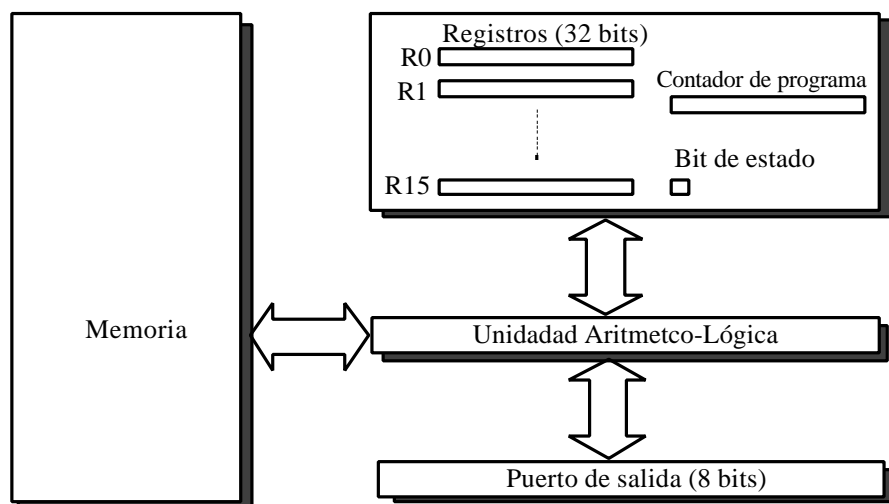 Registros (32 bits)
R0
R1
Contador de programa
Bit de estado
R15
Memoria
Unidadad Aritmetco-Lógica
Puerto de salida (8 bits)